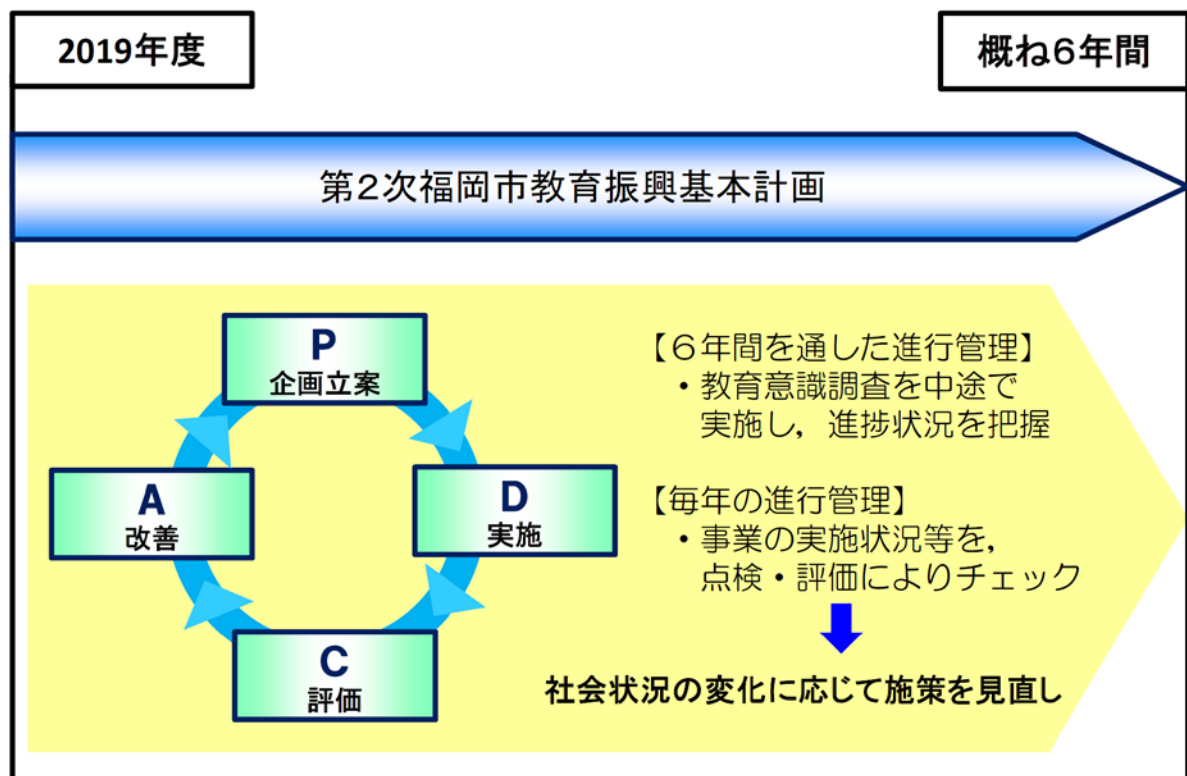 2019年度
概ね6年間
第2次福岡市教育振興基本計画
P
企画立案
D
実施
C
評価
A
改善
【6年間を通した進行管理】
・教育意識調査を中途で
実施し，進捗状況を把握
【毎年の進行管理】
・事業の実施状況等を，
点検・評価によりチェック
社会状況の変化に応じて施策を見直し